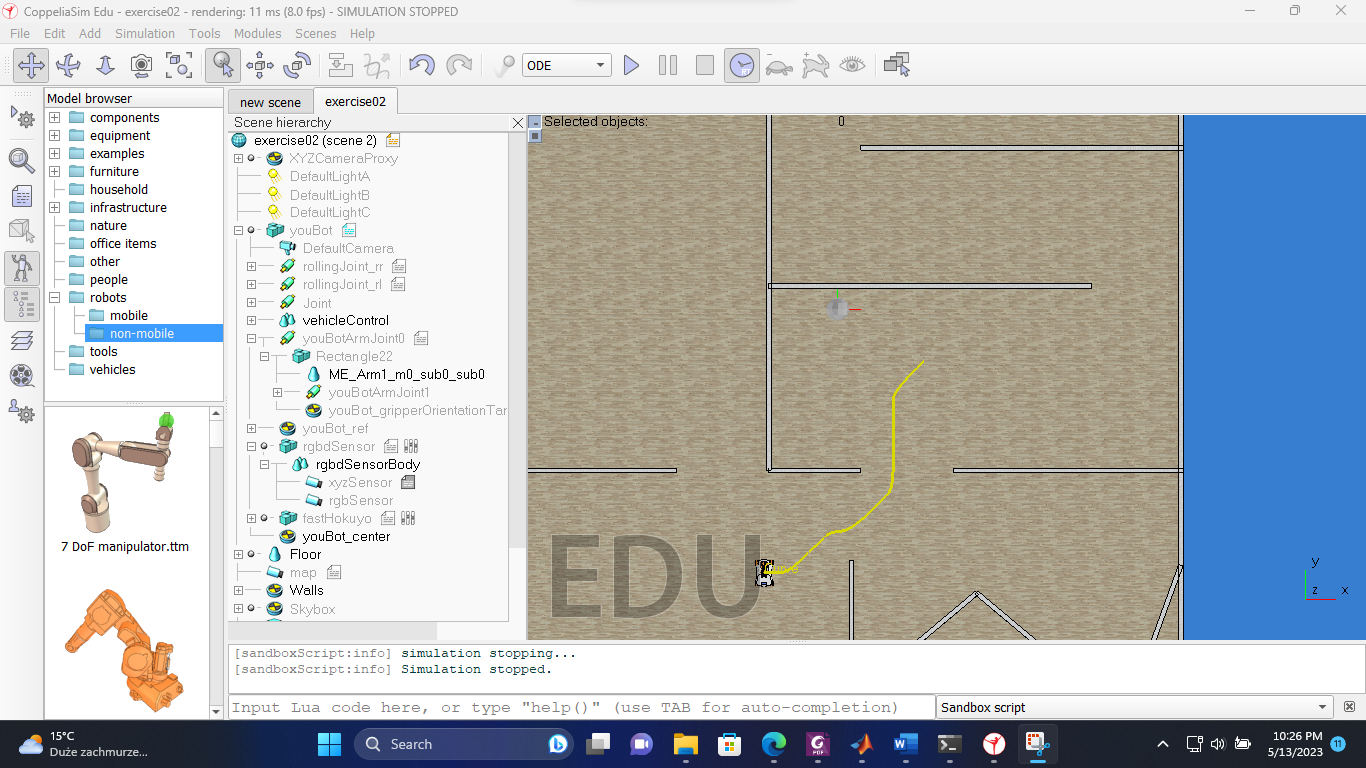 CoppeliaSim Edu - exercise02 - rendering: 11 ms (8.0 fps) - SIMULATION STOPPED
File Edit Add Simulation Tools Modules Scenes Help
ODE
Model browser
components
equipment
examples
furniture
household
infrastructure
nature
office items
other
people
robots
mobile
non-mobile
tools
vehicles
7 DoF manipulator.ttm
new scene
exercise02
Scene hierarchy
exercise02 (scene 2)
XYZCameraProxy
DefaultLightA
DefaultLightB
DefaultLightC
youBot
DefaultCamera
rollingJoint_rr
rollingJoint_rl
Joint
vehicleControl
youBotArmJoint0
Rectangle22
ME_Arm1_m0_sub0_sub0
youBotArmJoint1
youBot_gripperOrientationTar
youBot_ref
rgbdSensor
rgbdSensorBody
xyzSensor
rgbSensor
fastHokuyo
youBot_center
Floor
map
Walls
Skybox
Selected objects: 0
EDU
y
z x
[sandboxScript:info] simulation stopping...
[sandboxScript:info] Simulation stopped.
Input Lua code here, or type "help()" (use TAB for auto-completion)
Sandbox script
15°C
Duże zachmurze...
Search
PDF
10:26 PM
5/13/2023
11